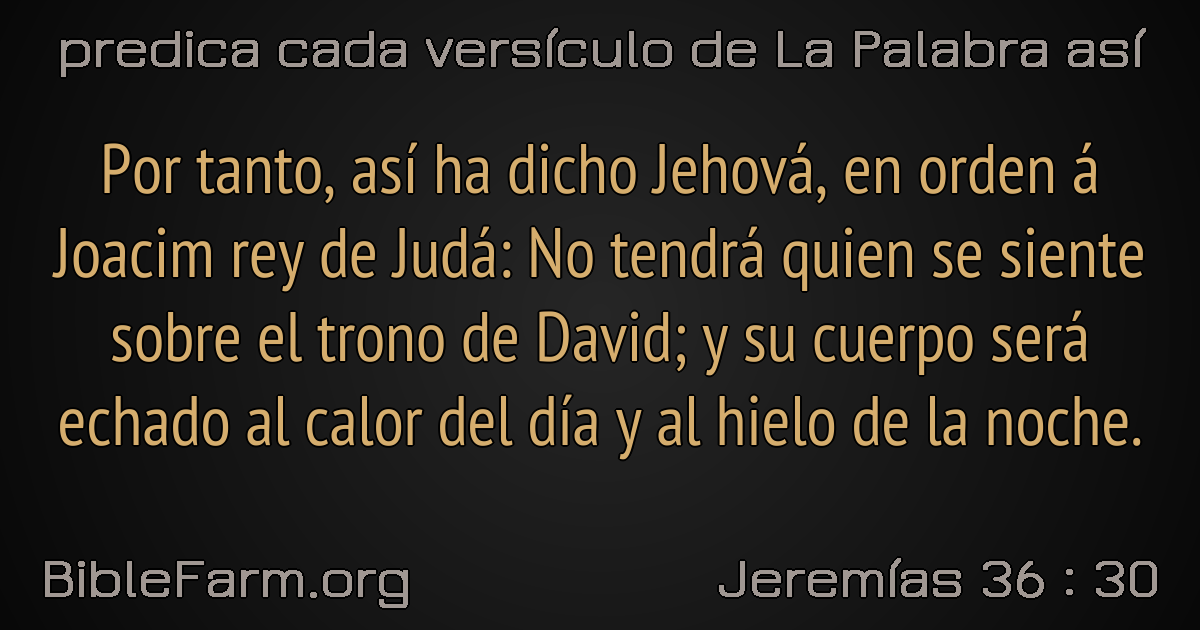 predica cada versículo de La Palabra así
Por tanto, así ha dicho Jehová, en orden á
Joacim rey de Judá: No tendrá quien se siente
sobre el trono de David; y su cuerpo será
echado al calor del día y al hielo de la noche.
BibleFarm.org
Jeremías 36 : 30